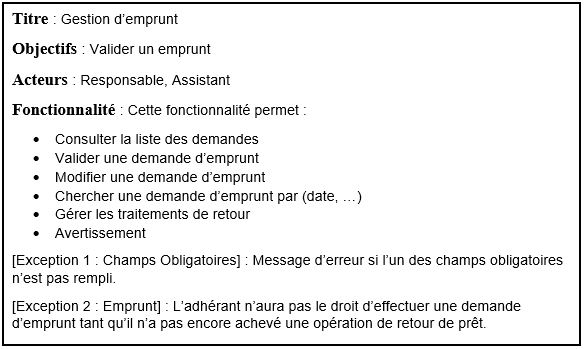 Titre : Gestion d’emprunt
Objectifs : Valider un emprunt
Acteurs : Responsable, Assistant
Fonctionnalité : Cette fonctionnalité permet :
• Consulter la liste des demandes
• Valider une demande d’emprunt
• Modifier une demande d’emprunt
• Chercher une demande d’emprunt par (date, …)
• Gérer les traitements de retour
• Avertissement
[Exception 1 : Champs Obligatoires] : Message d’erreur si l’un des champs obligatoires
n’est pas rempli.
[Exception 2 : Emprunt] : L’adhérant n’aura pas le droit d’effectuer une demande
d’emprunt tant qu’il n’a pas encore achevé une opération de retour de prêt.